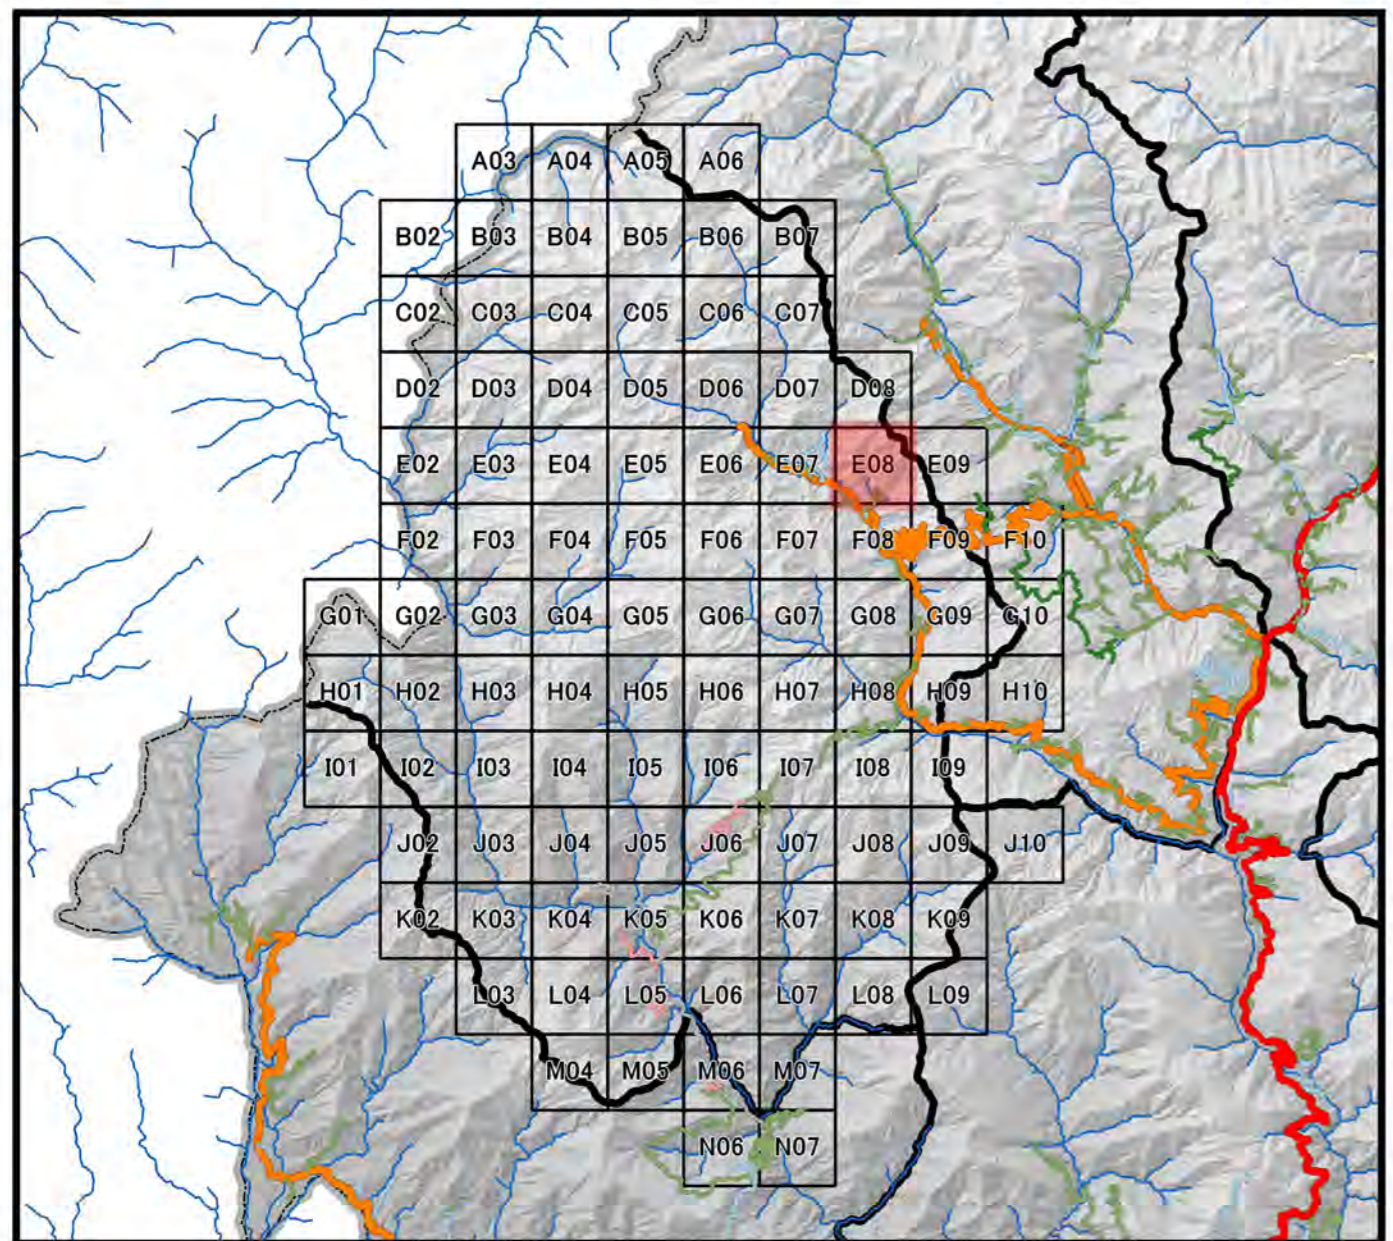 A03 A04 A05 A06
B02 B03 B04 B05 B06 B07
C02 C03 C04 C05 C06 C07
D02 D03 D04 D05 D06 D07 D08
E02 E03 E04 E05 E06 E07 E08 E09
F02 F03 F04 F05 F06 F07 F08 F09 F10
G01 G02 G03 G04 G05 G06 G07 G08 G09 G10
H01 H02 H03 H04 H05 H06 H07 H08 H09 H10
I01 I02 I03 I04 I05 I06 I07 I08 I09
J02 J03 J04 J05 J06 J07 J08 J09 J10
K02 K03 K04 K05 K06 K07 K08 K09
L03 L04 L05 L06 L07 L08 L09
M04 M05 M06 M07
N06 N07